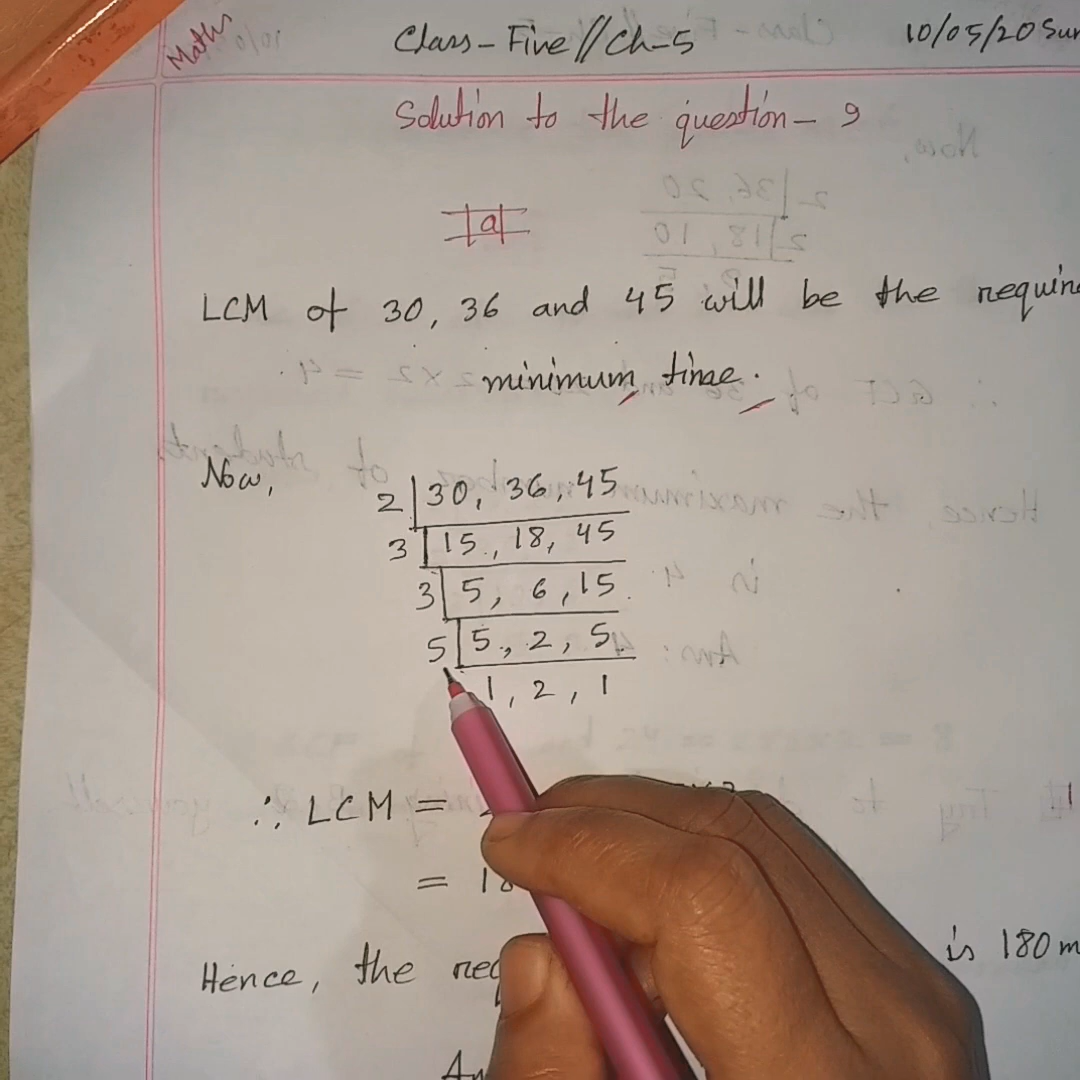 Maths
Class-Five//Ch-5
10/05/20 Sun
Solution to the question- 9
a
LCM of 30, 36 and 45 will be the
minimum time.
Now,
2 30, 36, 45
3 15, 18, 45
3 5, 6, 15
5 5, 2, 5
1, 2, 1
∴ LCM =
= 18
Hence, the is 180